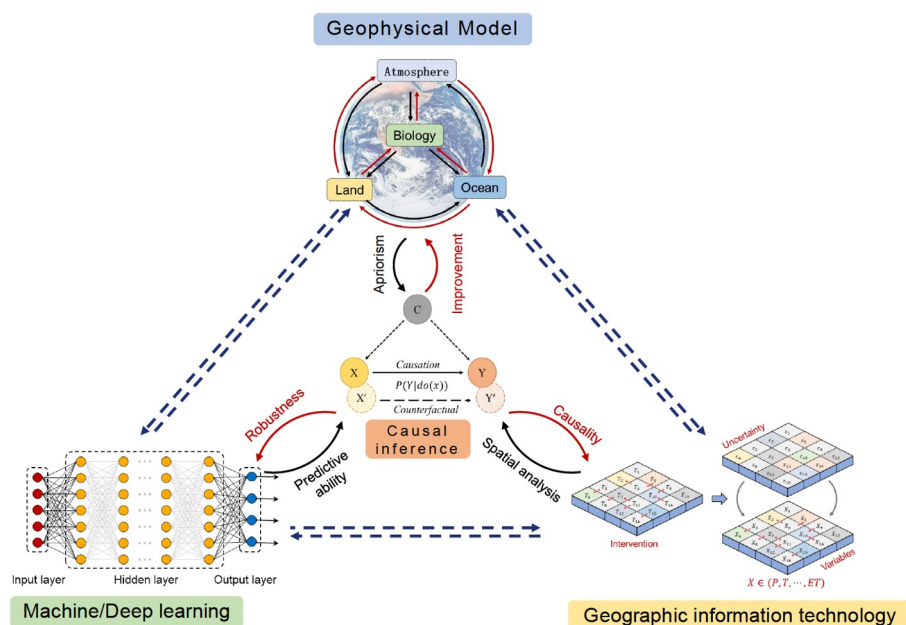 Geophysical Model
Atmosphere
Biology
Land
Ocean
Apriorism
Improvement
C
X
Causation
Y
P(Y|do(x))
X'
Counterfactual
Y'
Robustness
Causal
inference
Causality
Predictive
ability
Spatial analysis
Uncertainty
Intervention
Variables
X ∈ (P, T, ⋯, ET)
Input layer
Hidden layer
Output layer
Machine/Deep learning
Geographic information technology